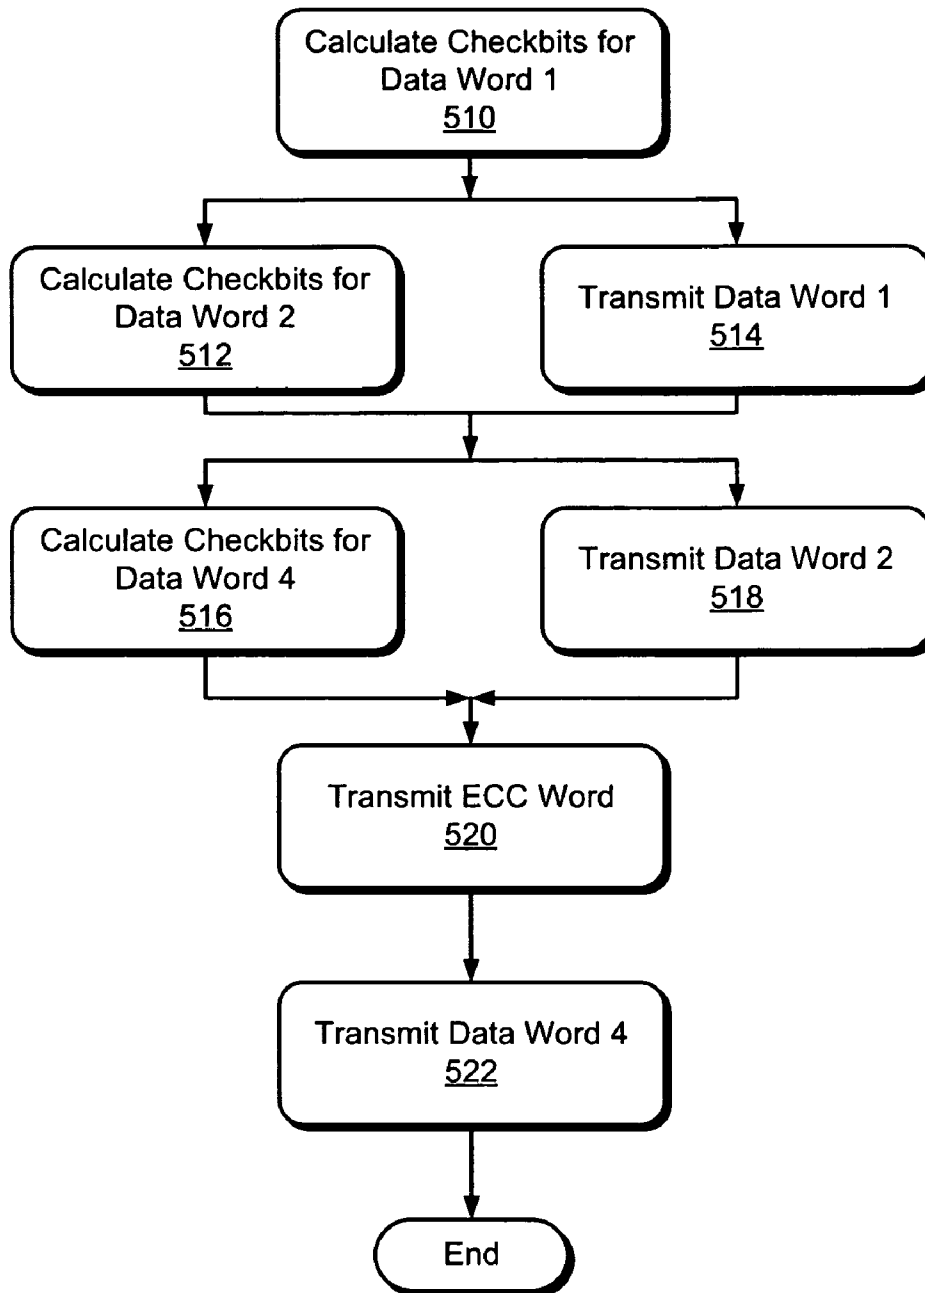 Calculate Checkbits for
Data Word 1
510
Calculate Checkbits for
Data Word 2
512
Transmit Data Word 1
514
Calculate Checkbits for
Data Word 4
516
Transmit Data Word 2
518
Transmit ECC Word
520
Transmit Data Word 4
522
End